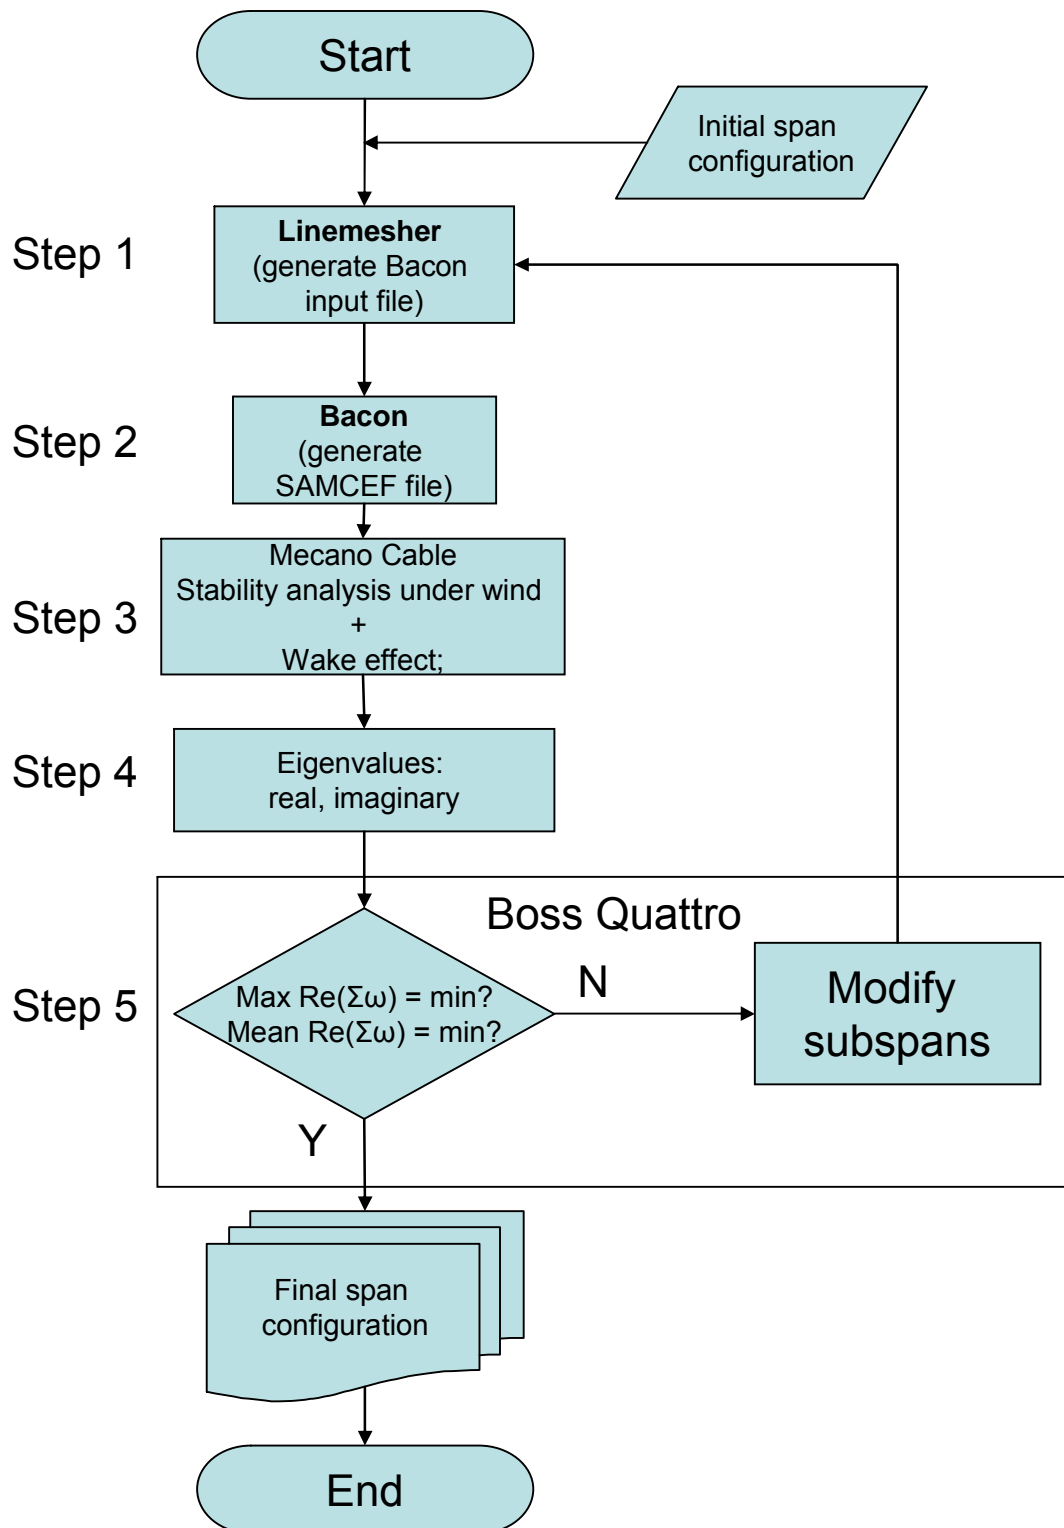 Start
Initial span
configuration
Step 1
Linemesher
(generate Bacon
input file)
Step 2
Bacon
(generate
SAMCEF file)
Step 3
Mecano Cable
Stability analysis under wind
+
Wake effect;
Step 4
Eigenvalues:
real, imaginary
Boss Quattro
Step 5
Max Re(Σω) = min?
Mean Re(Σω) = min?
N
Modify
subspans
Y
Final span
configuration
End